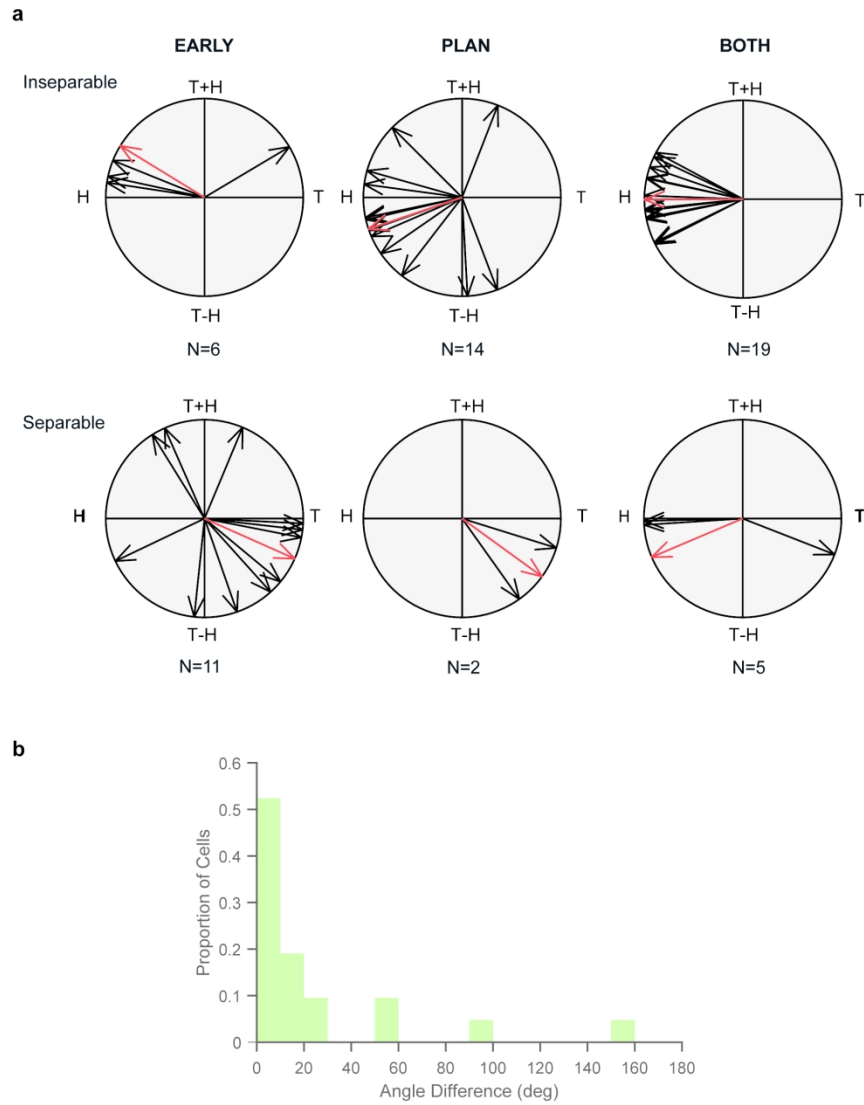 a
EARLY PLAN BOTH
Inseparable
T+H T+H T+H
H T H T H T
T-H T-H T-H
N=6 N=14 N=19
Separable
T+H T+H T+H
H T H T H T
T-H T-H T-H
N=11 N=2 N=5
b
0.6
0.5
0.4
0.3
0.2
0.1
0
Proportion of Cells
0 20 40 60 80 100 120 140 160 180
Angle Difference (deg)